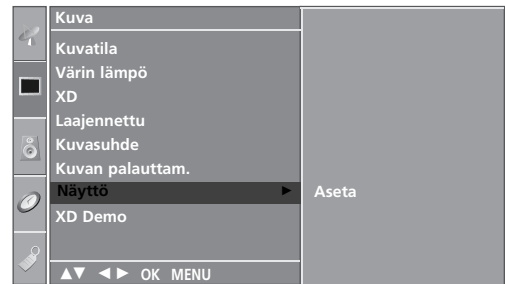 Kuva
Kuvatila
Värin lämpö
XD
Laajennettu
Kuvasuhde
Kuvan palauttam.
Näyttö ► Aseta
XD Demo
▲▼ ◄► OK MENU